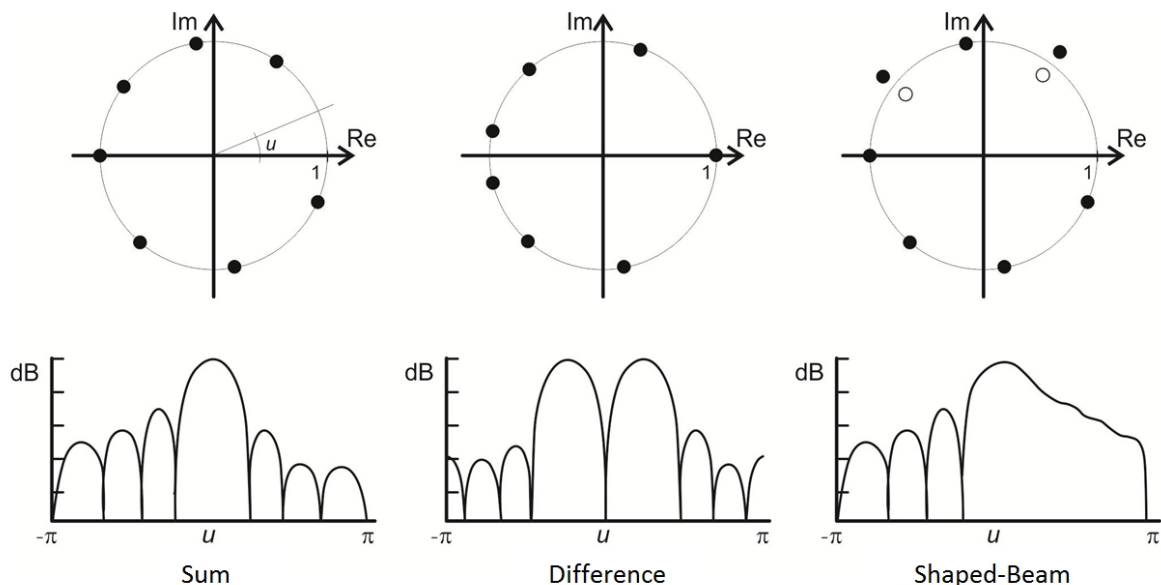 Im
Re
u
1
Im
Re
1
Im
Re
1
dB
-π
u
π
Sum
dB
-π
u
π
Difference
dB
-π
u
π
Shaped-Beam